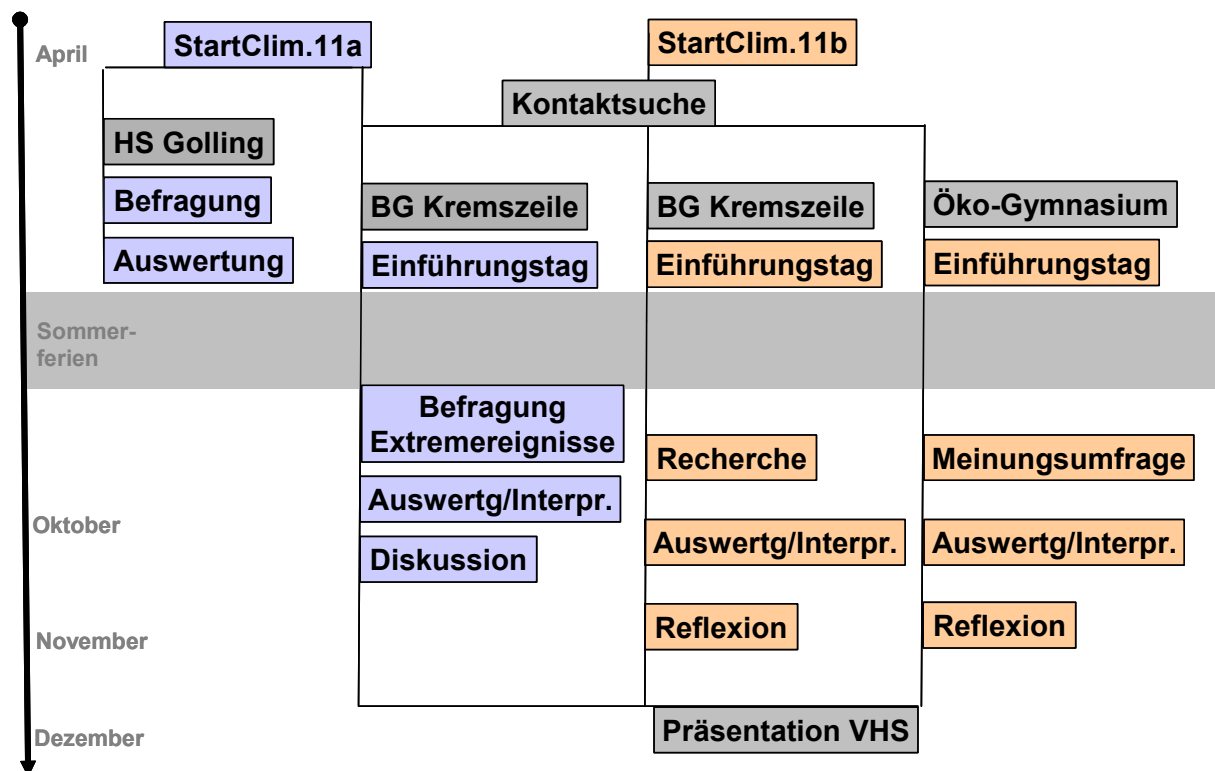 April
StartClim.11a
StartClim.11b
Kontaktsuche
HS Golling
Befragung
BG Kremszeile
BG Kremszeile
Öko-Gymnasium
Auswertung
Einführungstag
Einführungstag
Einführungstag
Sommer-
ferien
Befragung
Extremereignisse
Recherche
Meinungsumfrage
Auswertg/Interpr.
Oktober
Auswertg/Interpr.
Auswertg/Interpr.
Diskussion
November
Reflexion
Reflexion
Dezember
Präsentation VHS